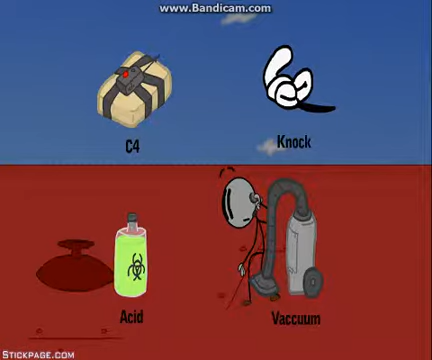 www.Bandicam.com
C4
Knock
Acid
Vaccuum
STICKPAGE.COM